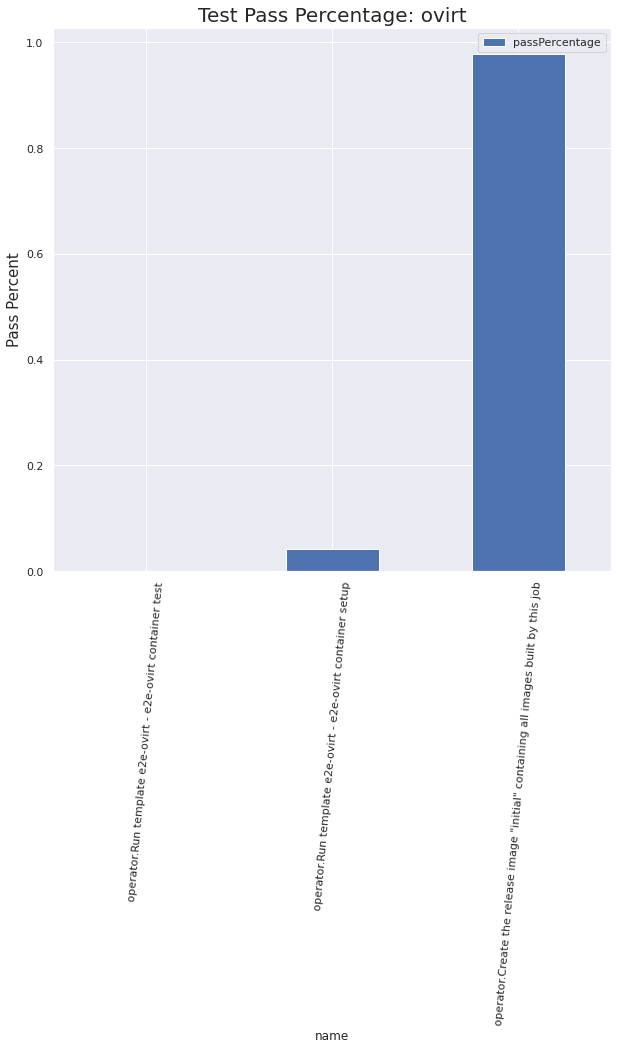 Test Pass Percentage: ovirt
passPercentage
1.0
0.8
0.6
0.4
0.2
0.0
Pass Percent
operator.Run template e2e-ovirt - e2e-ovirt container test
operator.Run template e2e-ovirt - e2e-ovirt container setup
operator.Create the release image "initial" containing all images built by this job
name